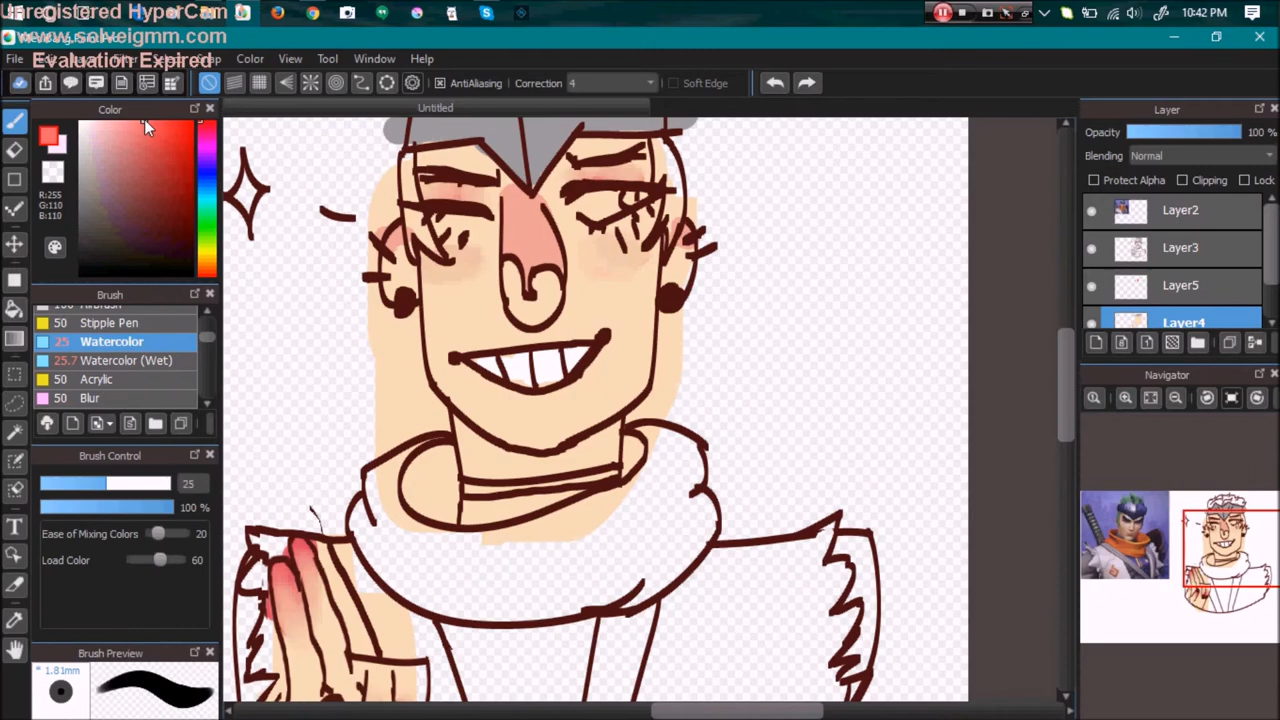 Unregistered HyperCam 2
www.solveigmm.com
Evaluation Expired
10:42 PM
File
Color View Tool Window Help
AntiAliasing Correction 4 Soft Edge
Untitled
Color
R:255
G:110
B:110
Brush
50 Stipple Pen
25 Watercolor
25.7 Watercolor (Wet)
50 Acrylic
50 Blur
Brush Control
25
100 %
Ease of Mixing Colors 20
Load Color 60
Brush Preview
1.81mm
Layer
Opacity 100 %
Blending Normal
Protect Alpha Clipping Lock
Layer2
Layer3
Layer5
Layer4
Navigator